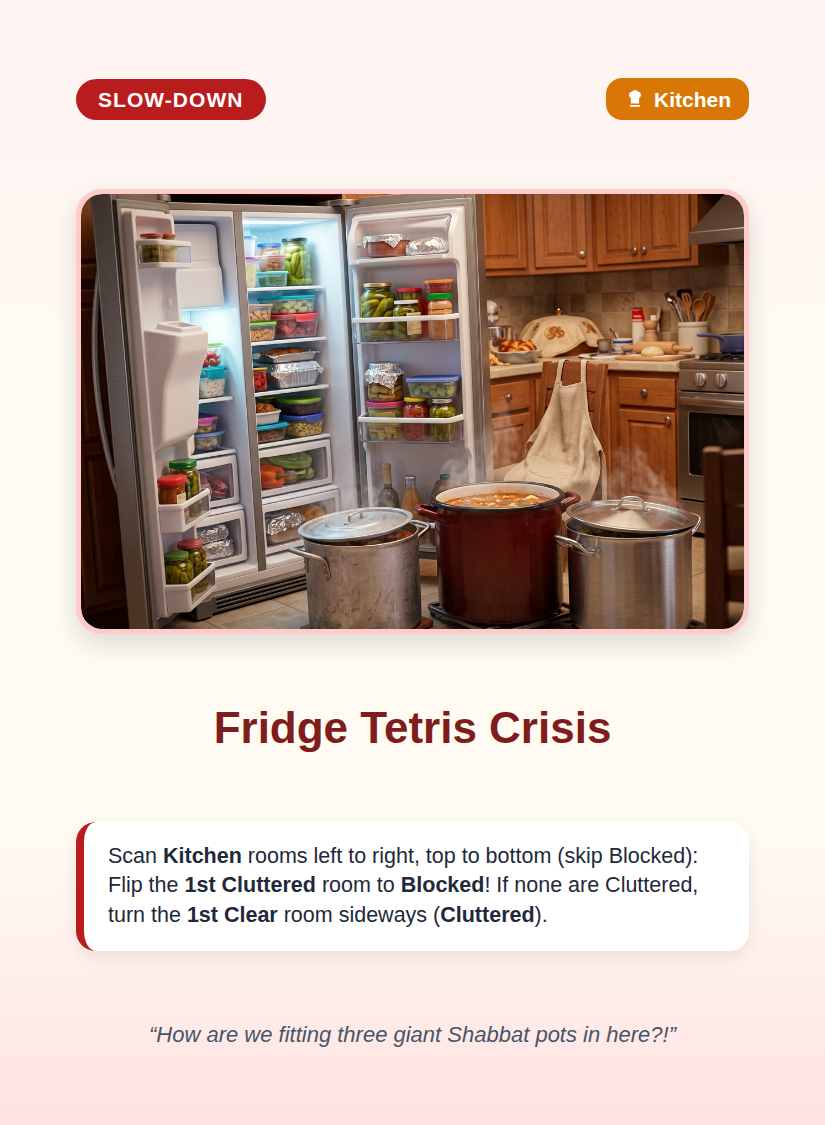 SLOW-DOWN
Kitchen
Fridge Tetris Crisis
Scan Kitchen rooms left to right, top to bottom (skip Blocked):
Flip the 1st Cluttered room to Blocked! If none are Cluttered,
turn the 1st Clear room sideways (Cluttered).
“How are we fitting three giant Shabbat pots in here?!”